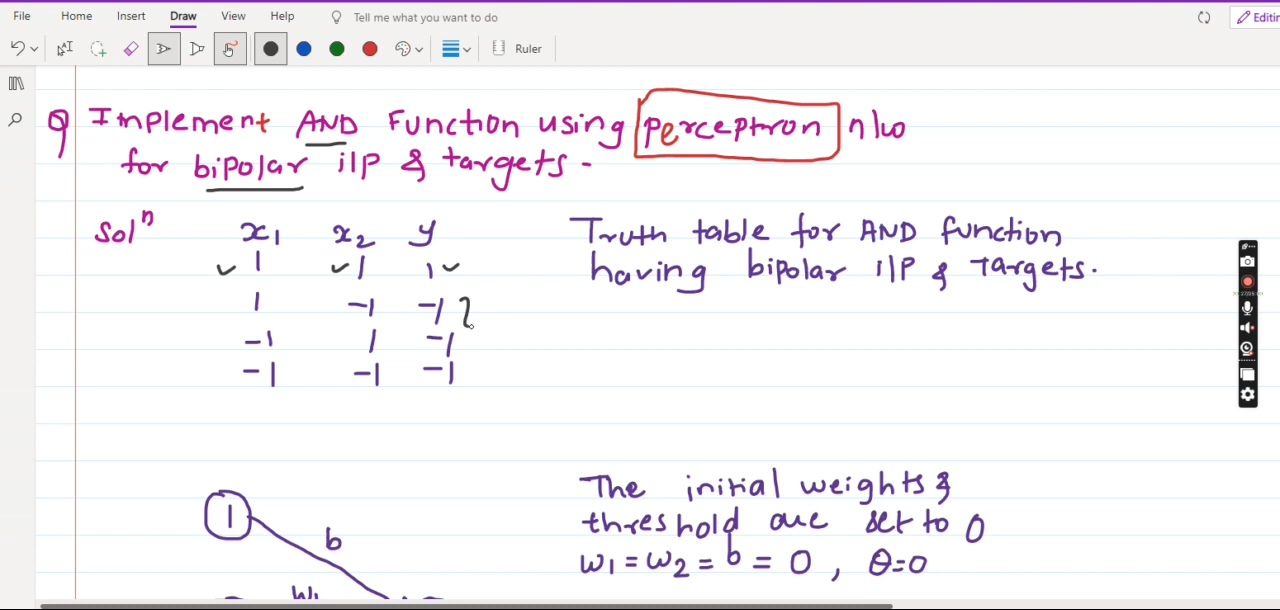 File Home Insert Draw View Help Tell me what you want to do Editin
Ruler
Q Implement AND Function using perceptron n/w
for bipolar i/P & targets -
Solⁿ x1 x2 y
1 1 1
1 -1 -1
-1 1 -1
-1 -1 -1
Truth table for AND function
having bipolar i/P & Targets.
1 b
w1
The initial weights &
threshold are set to 0
w1 = w2 = b = 0 , θ=0